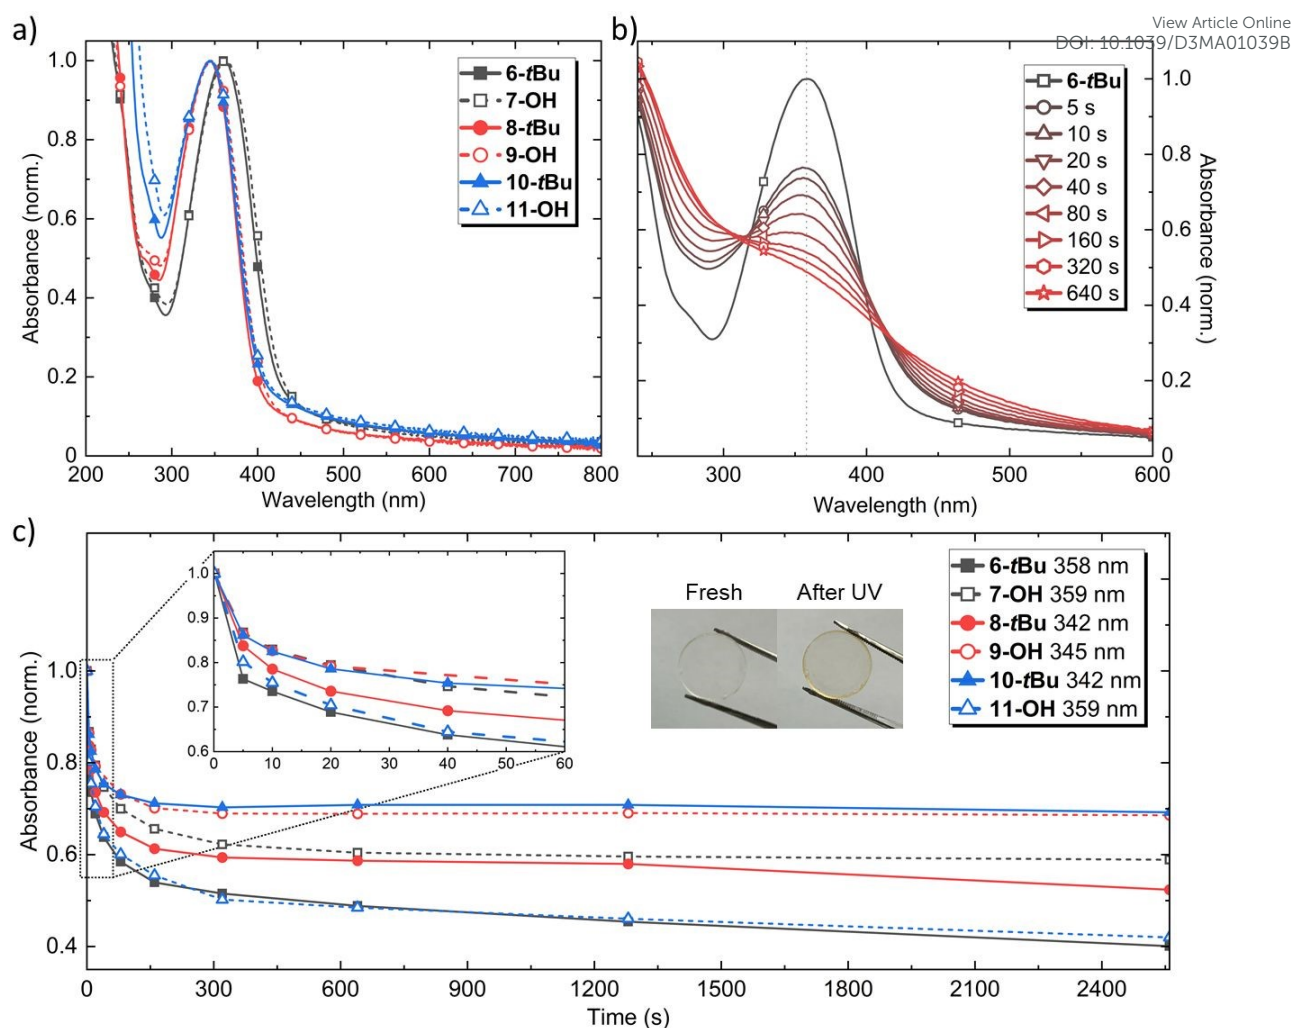 View Article Online
DOI: 10.1039/D3MA01039B
a)
Absorbance (norm.)
1.0
0.8
0.6
0.4
0.2
0
200
300
400
500
600
700
800
Wavelength (nm)
6-tBu
7-OH
8-tBu
9-OH
10-tBu
11-OH
b)
6-tBu
5 s
10 s
20 s
40 s
80 s
160 s
320 s
640 s
1.0
0.8
0.6
0.4
0.2
0
Absorbance (norm.)
300
400
500
600
Wavelength (nm)
c)
Absorbance (norm.)
1.0
0.8
0.6
0.4
0
300
600
900
1200
1500
1800
2100
2400
Time (s)
1.0
0.9
0.8
0.7
0.6
0
10
20
30
40
50
60
Fresh
After UV
6-tBu 358 nm
7-OH 359 nm
8-tBu 342 nm
9-OH 345 nm
10-tBu 342 nm
11-OH 359 nm